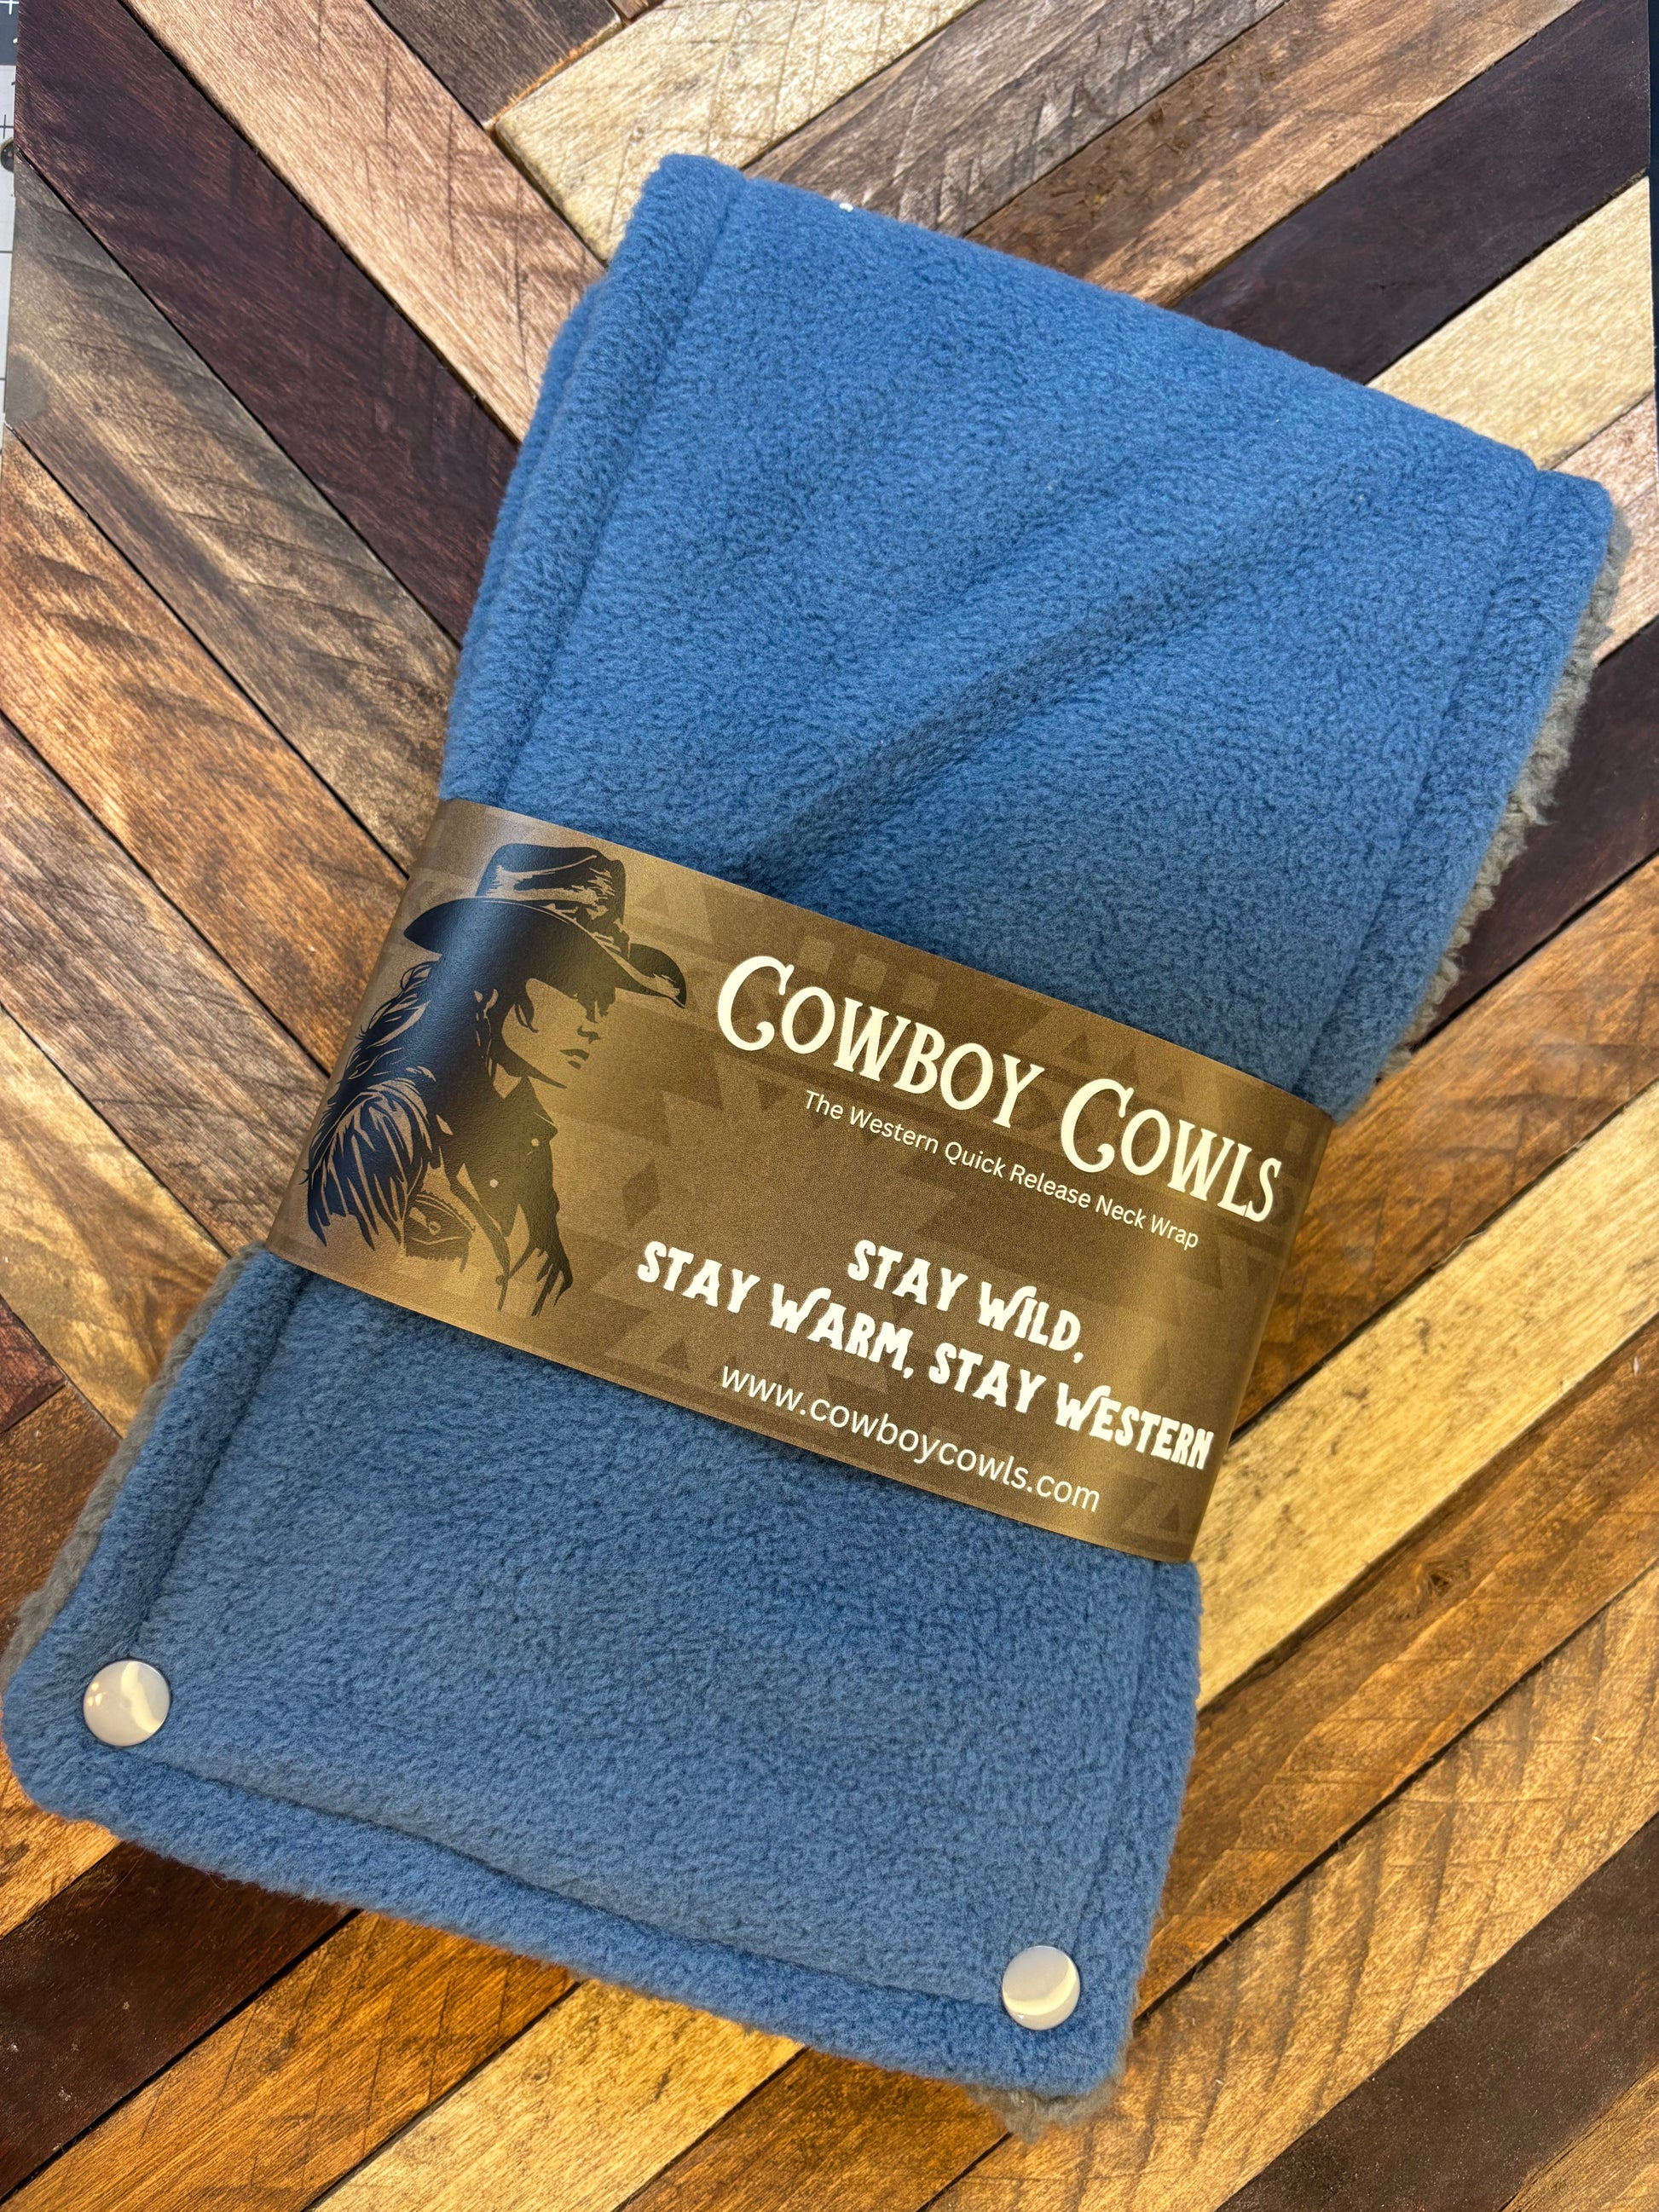 COWBOY COWLS
The Western Quick Release Neck Wrap
STAY WILD,
STAY WARM, STAY WESTERN
www.cowboycowls.com